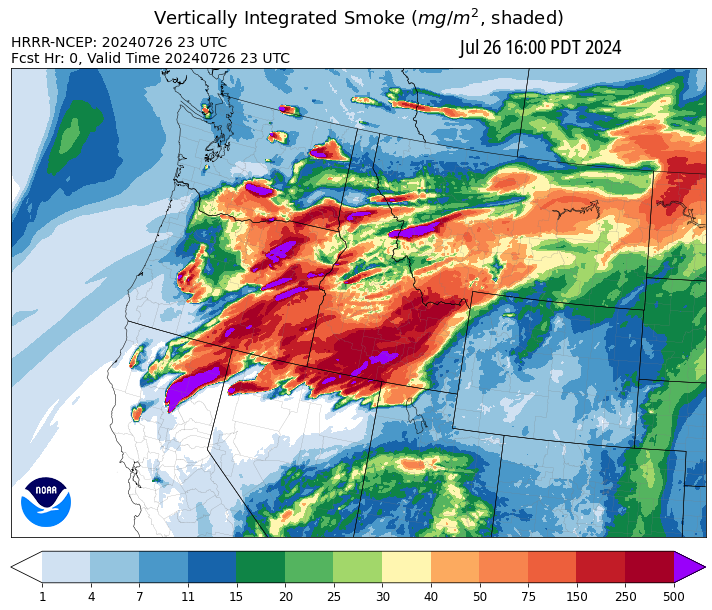 Vertically Integrated Smoke (mg/m², shaded)
HRRR-NCEP: 20240726 23 UTC
Fcst Hr: 0, Valid Time 20240726 23 UTC
Jul 26 16:00 PDT 2024
NOAA
1 4 7 11 15 20 25 30 40 50 75 150 250 500